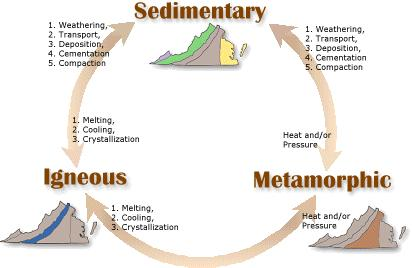 Sedimentary
1. Weathering,
2. Transport,
3. Deposition,
4. Cementation
5. Compaction
1. Weathering,
2. Transport,
3. Deposition,
4. Cementation
5. Compaction
1. Melting,
2. Cooling,
3. Crystallization
Heat and/or
Pressure
Igneous
Metamorphic
1. Melting,
2. Cooling,
3. Crystallization
Heat and/or
Pressure